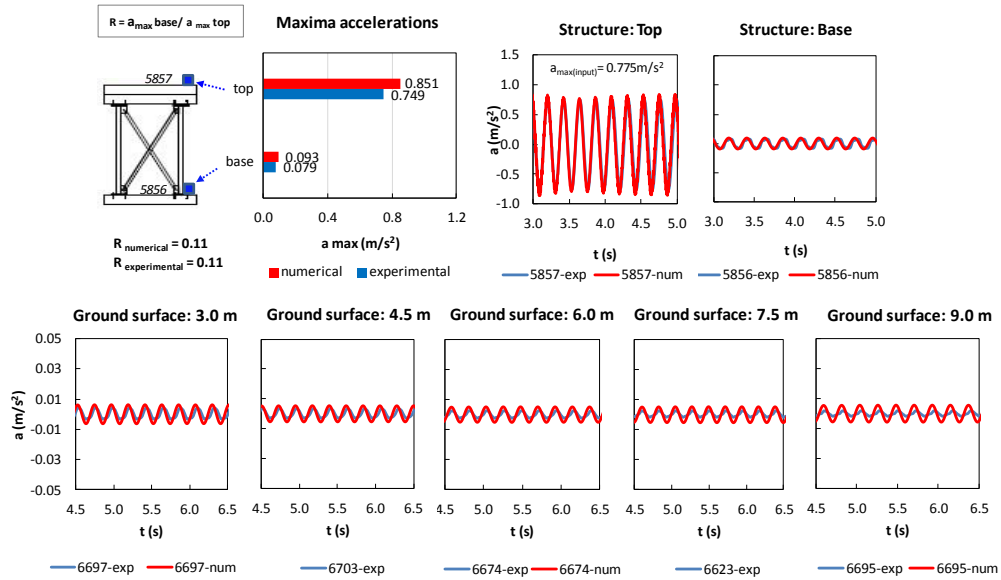 R = a max base/ a max top
Maxima accelerations
5857
5856
R numerical = 0.11
R experimental = 0.11
top
base
0.851
0.749
0.093
0.079
0.0 0.4 0.8 1.2
a max (m/s²)
numerical experimental
Structure: Top
a max(input)= 0.775m/s²
a (m/s²)
1.5
1.0
0.5
0.0
-0.5
-1.0
3.0 3.5 4.0 4.5 5.0
t (s)
5857-exp 5857-num
Structure: Base
3.0 3.5 4.0 4.5 5.0
t (s)
5856-exp 5856-num
Ground surface: 3.0 m
a (m/s²)
0.05
0.03
0.01
-0.01
-0.03
-0.05
4.5 5.0 5.5 6.0 6.5
t (s)
6697-exp 6697-num
Ground surface: 4.5 m
4.5 5.0 5.5 6.0 6.5
t (s)
6703-exp
Ground surface: 6.0 m
4.5 5.0 5.5 6.0 6.5
t (s)
6674-exp 6674-num
Ground surface: 7.5 m
4.5 5.0 5.5 6.0 6.5
t (s)
6623-exp
Ground surface: 9.0 m
4.5 5.0 5.5 6.0 6.5
t (s)
6695-exp 6695-num